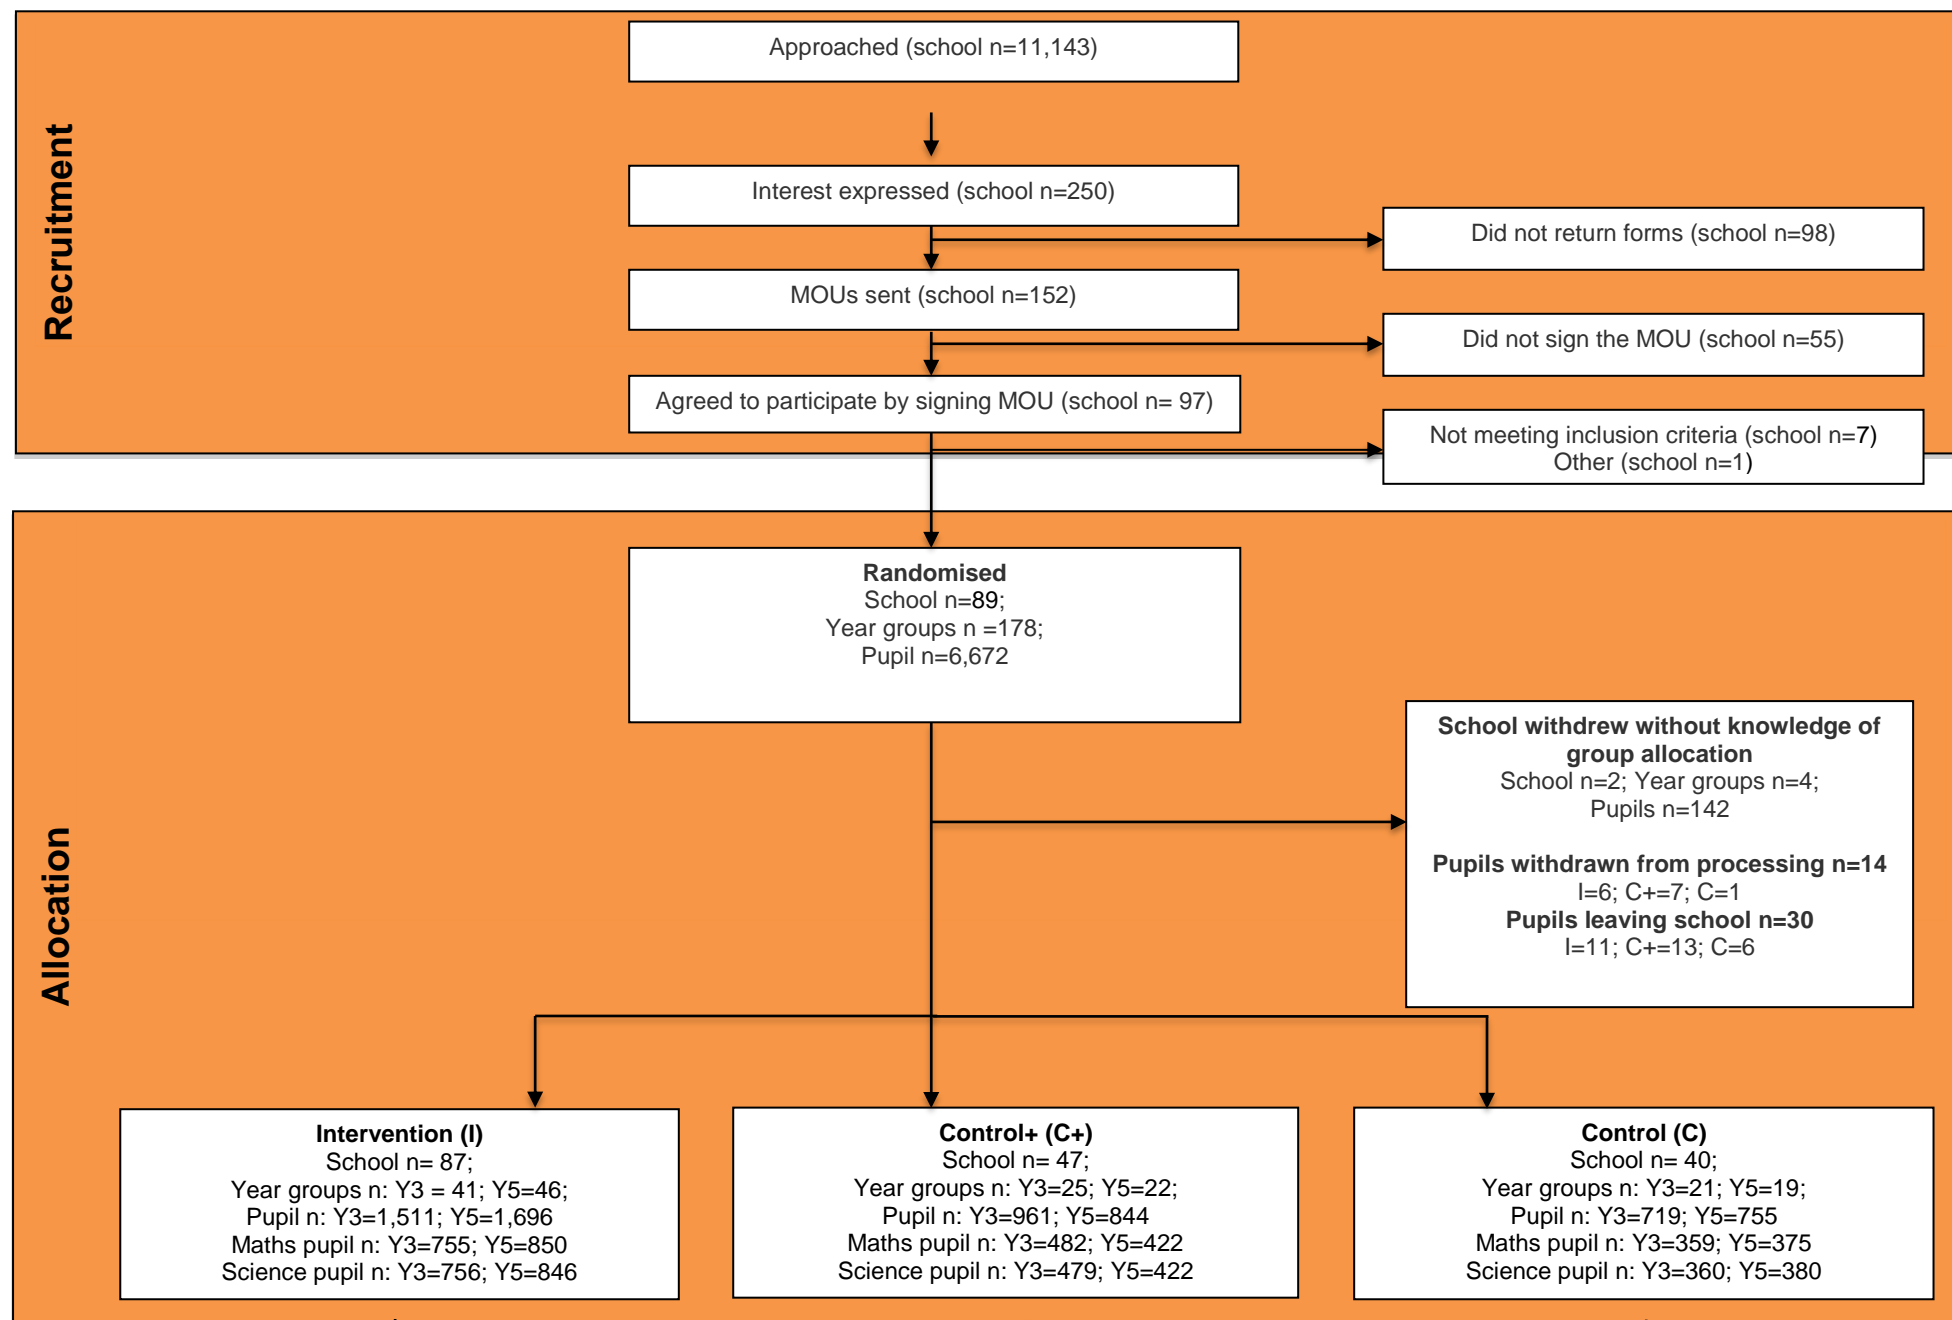 Recruitment
Approached (school n=11,143)
Interest expressed (school n=250)
Did not return forms (school n=98)
MOUs sent (school n=152)
Did not sign the MOU (school n=55)
Agreed to participate by signing MOU (school n= 97)
Not meeting inclusion criteria (school n=7)
Other (school n=1)
Allocation
Randomised
School n=89;
Year groups n =178;
Pupil n=6,672
School withdrew without knowledge of
group allocation
School n=2; Year groups n=4;
Pupils n=142
Pupils withdrawn from processing n=14
I=6; C+=7; C=1
Pupils leaving school n=30
I=11; C+=13; C=6
Intervention (I)
School n= 87;
Year groups n: Y3 = 41; Y5=46;
Pupil n: Y3=1,511; Y5=1,696
Maths pupil n: Y3=755; Y5=850
Science pupil n: Y3=756; Y5=846
Control+ (C+)
School n= 47;
Year groups n: Y3=25; Y5=22;
Pupil n: Y3=961; Y5=844
Maths pupil n: Y3=482; Y5=422
Science pupil n: Y3=479; Y5=422
Control (C)
School n= 40;
Year groups n: Y3=21; Y5=19;
Pupil n: Y3=719; Y5=755
Maths pupil n: Y3=359; Y5=375
Science pupil n: Y3=360; Y5=380